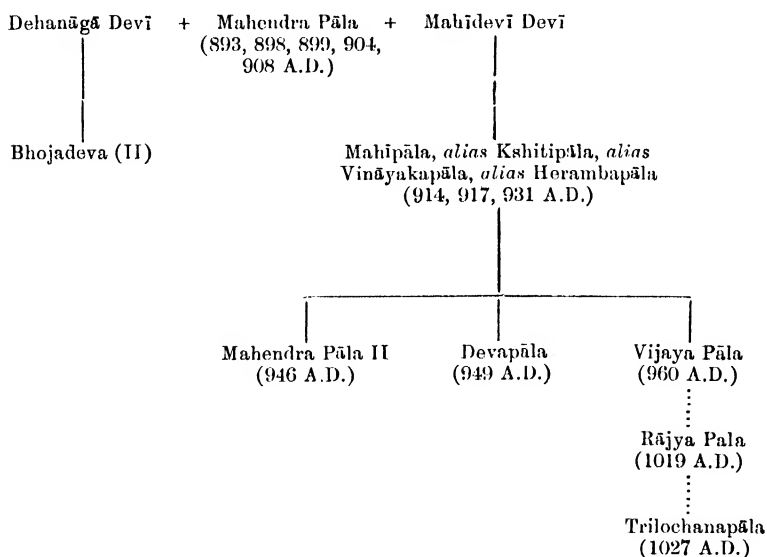 Dehanāgā Devī + Mahendra Pāla + Mahīdevī Devī
(893, 898, 899, 904,
908 A.D.)
Bhojadeva (II)
Mahīpāla, alias Kshitipāla, alias
Vināyakapāla, alias Herambapāla
(914, 917, 931 A.D.)
Mahendra Pāla II
(946 A.D.)
Devapāla
(949 A.D.)
Vijaya Pāla
(960 A.D.)
Rājya Pala
(1019 A.D.)
Trilochanapāla
(1027 A.D.)